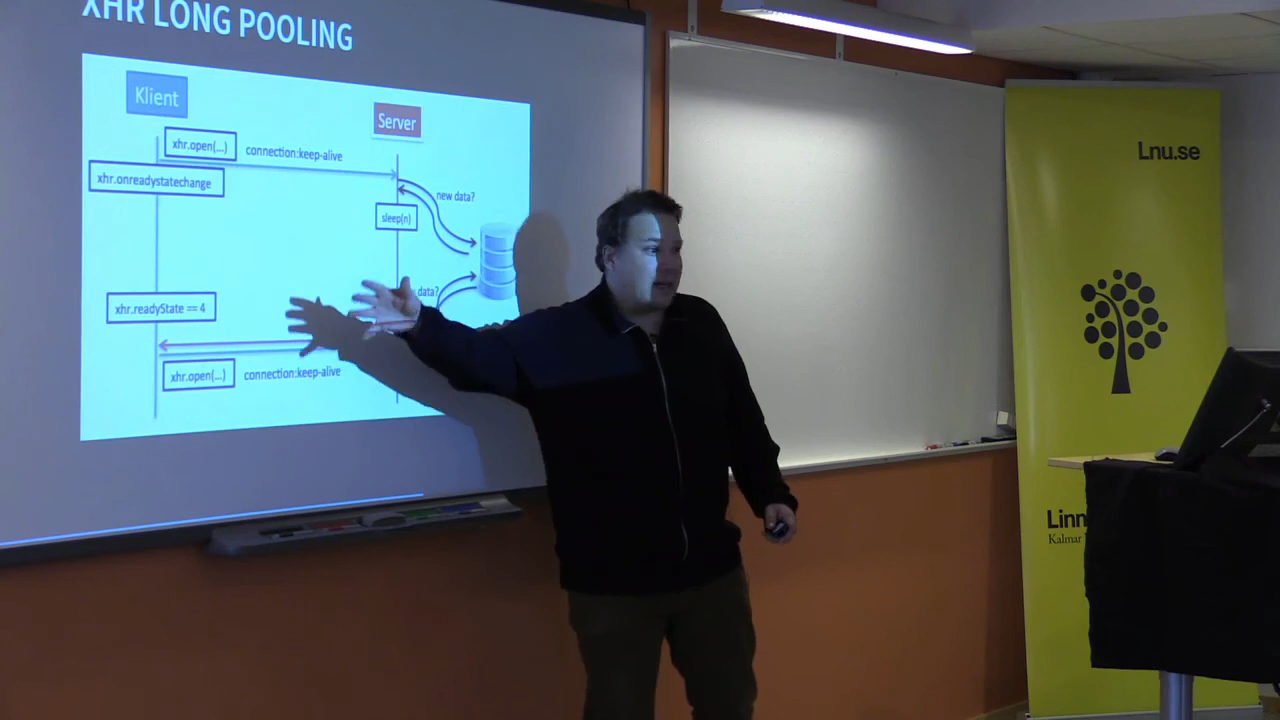 XHR LONG POOLING
Klient
Server
xhr.open(...)
connection:keep-alive
xhr.onreadystatechange
new data?
sleep(n)
data?
xhr.readyState == 4
xhr.open(...)
connection:keep-alive
Lnu.se
Linn
Kalmar